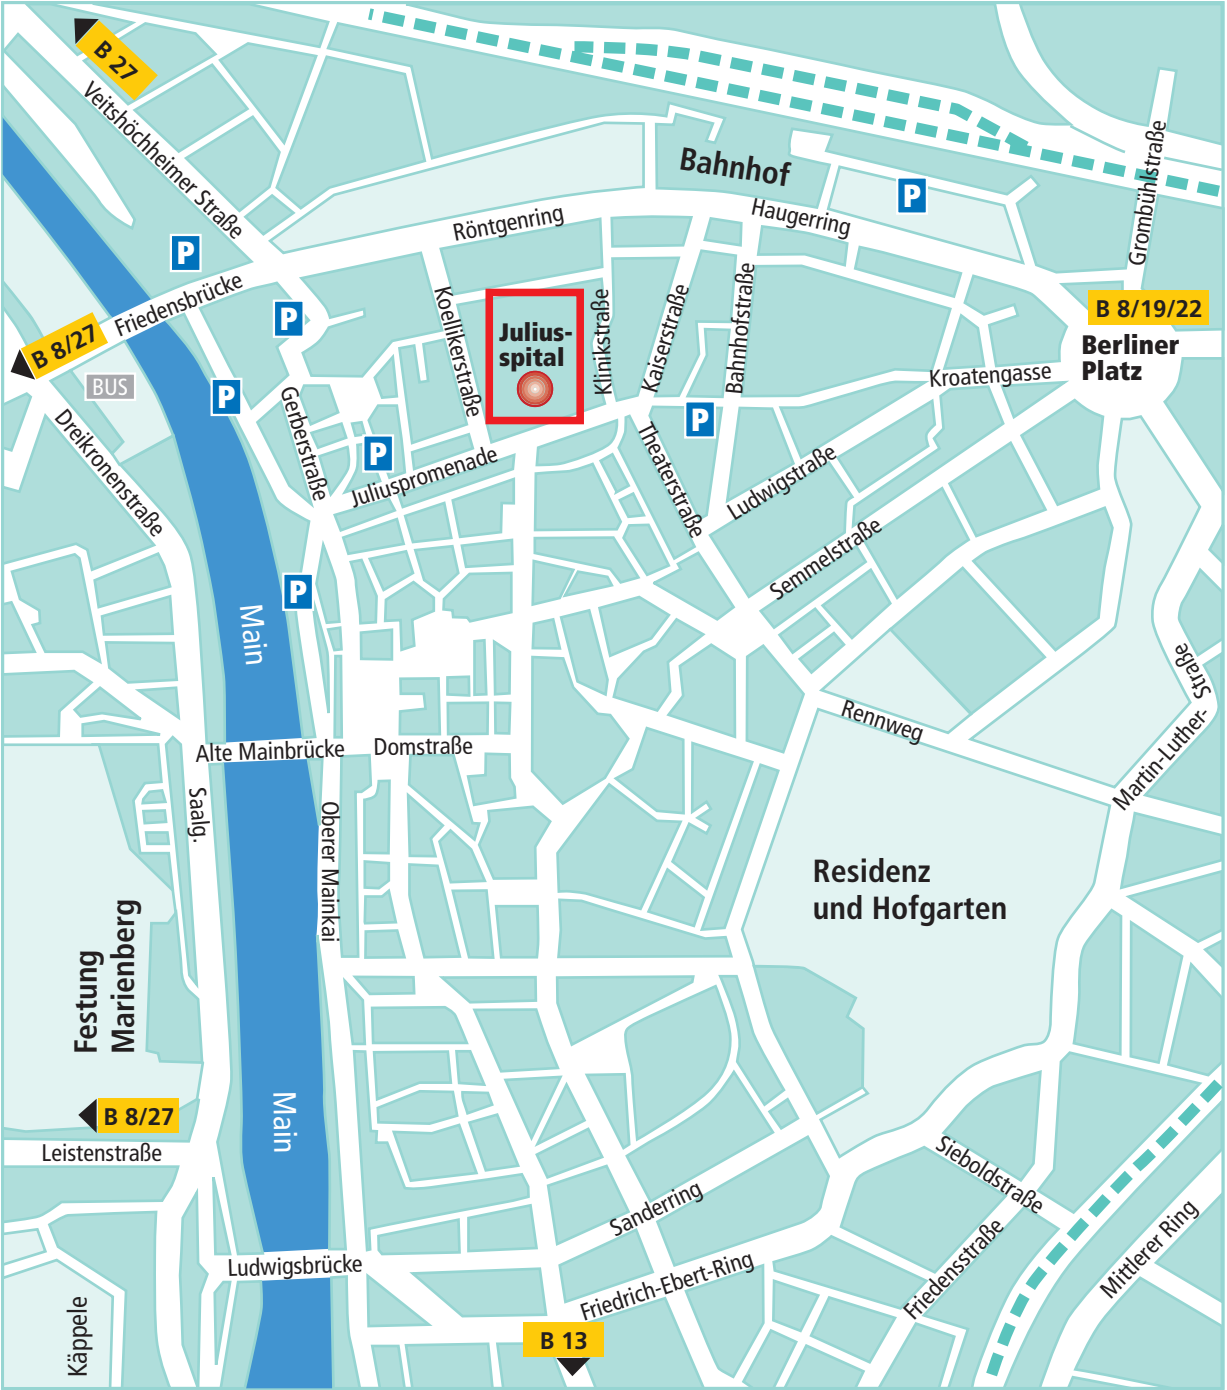 B 27
Veitshöchheimer Straße
Bahnhof
P
Grombühlstraße
Röntgenring
Haugerring
P
Friedensbrücke
B 8/27
BUS
P
P
Koellikerstraße
Julius-
spital
Klinikstraße
Kaiserstraße
Bahnhofstraße
B 8/19/22
Berliner
Platz
Kroatengasse
Dreikronenstraße
Gerberstraße
P
Juliuspromenade
P
Theaterstraße
Ludwigstraße
Semmelstraße
P
Main
Rennweg
Martin-Luther-
Straße
Alte Mainbrücke
Domstraße
Saalg.
Oberer Mainkai
Residenz
und Hofgarten
Festung
Marienberg
B 8/27
Leistenstraße
Main
Sieboldstraße
Sanderring
Friedensstraße
Mittlerer Ring
Ludwigsbrücke
Friedrich-Ebert-Ring
Käppele
B 13